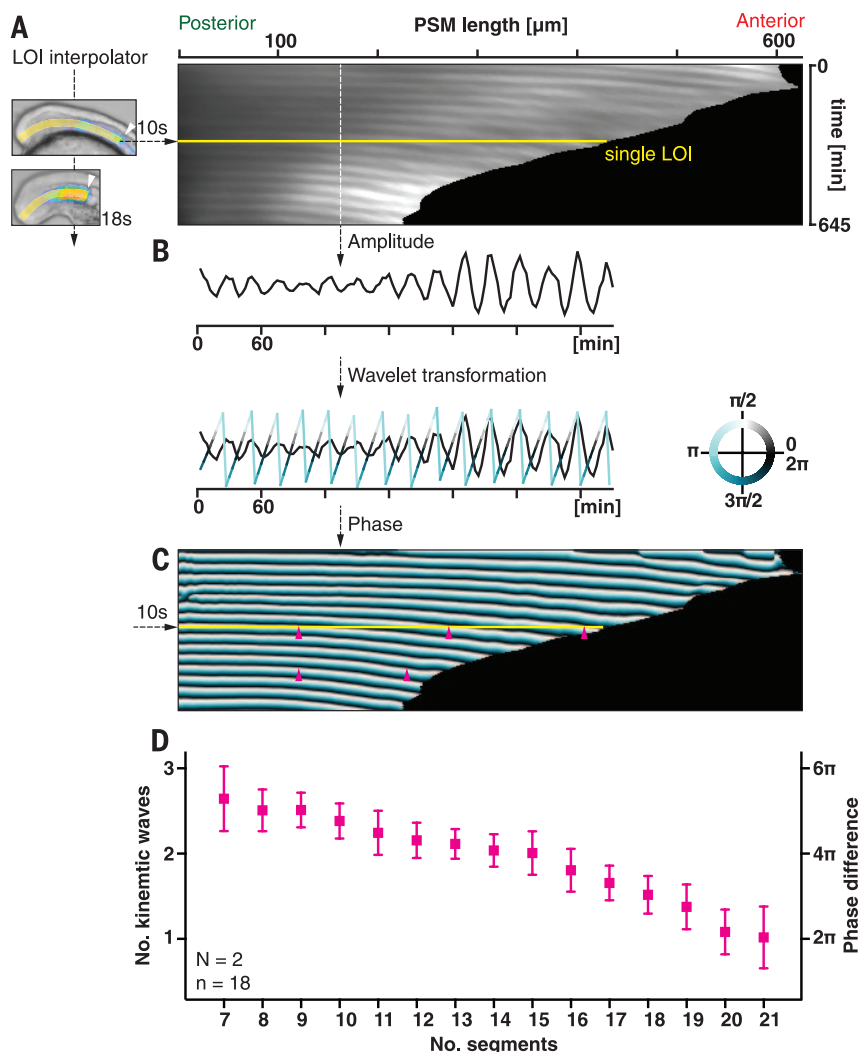 A
Posterior
PSM length [µm]
Anterior
100
600
LOI interpolator
10s
18s
single LOI
0
time [min]
645
B
Amplitude
0 60 [min]
Wavelet transformation
0 60 [min]
π/2
π
0
2π
3π/2
Phase
C
10s
D
No. kinemtic waves
Phase difference
3
2
1
6π
4π
2π
N = 2
n = 18
7 8 9 10 11 12 13 14 15 16 17 18 19 20 21
No. segments